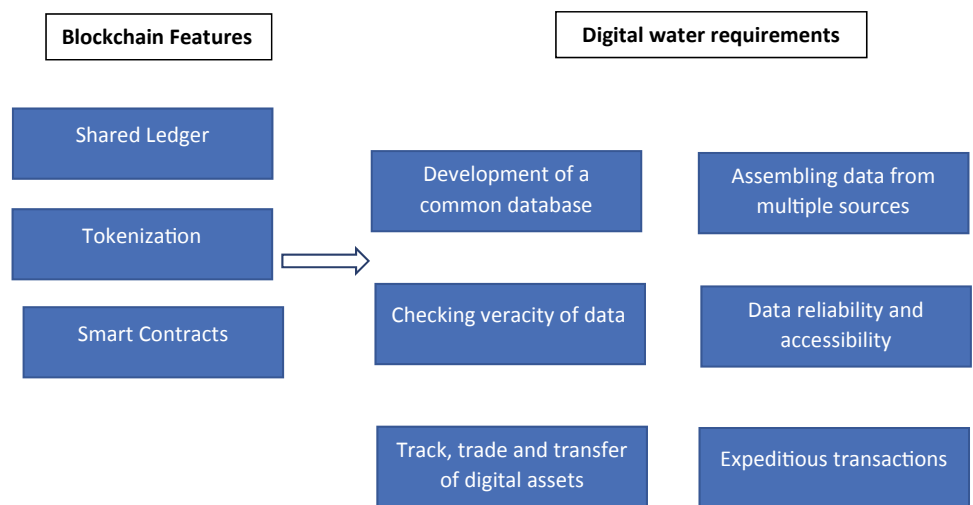 Blockchain Features
Digital water requirements
Shared Ledger
Tokenization
Smart Contracts
Development of a
common database
Assembling data from
multiple sources
Checking veracity of data
Data reliability and
accessibility
Track, trade and transfer
of digital assets
Expeditious transactions